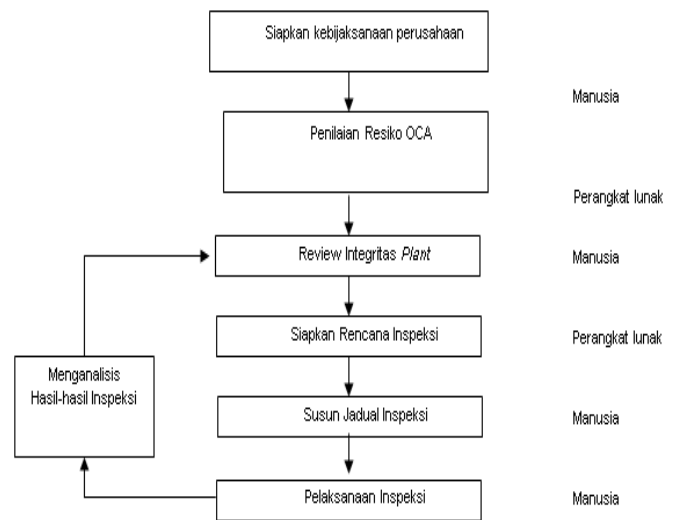 Siapkan kebijaksanaan perusahaan
Manusia
Penilaian Resiko OCA
Perangkat lunak
Review Integritas Plant
Manusia
Siapkan Rencana Inspeksi
Perangkat lunak
Menganalisis
Hasil-hasil Inspeksi
Susun Jadual Inspeksi
Manusia
Pelaksanaan Inspeksi
Manusia